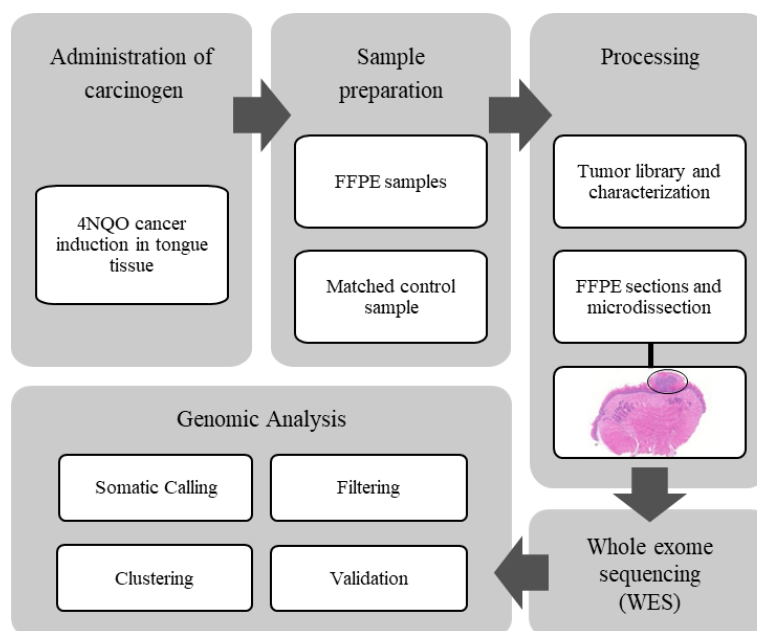 Administration of
carcinogen
4NQO cancer
induction in tongue
tissue
Sample
preparation
FFPE samples
Matched control
sample
Processing
Tumor library and
characterization
FFPE sections and
microdissection
Whole exome
sequencing
(WES)
Genomic Analysis
Somatic Calling
Filtering
Clustering
Validation